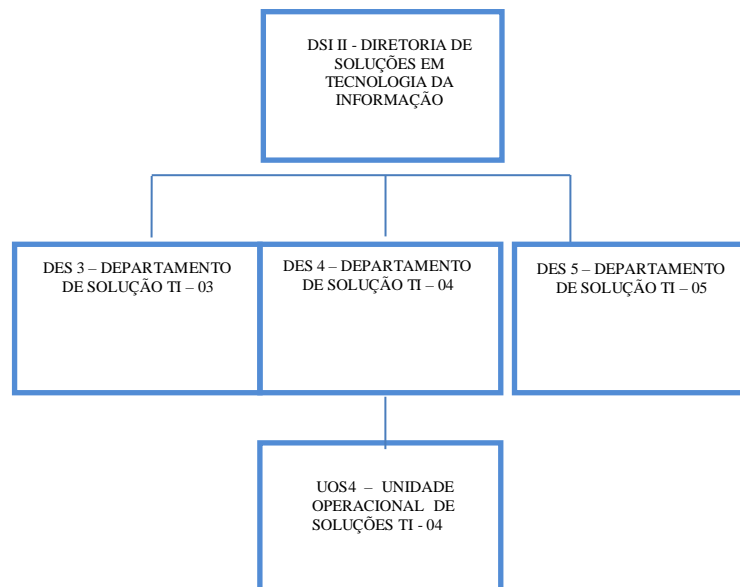 DSI II - DIRETORIA DE
SOLUÇÕES EM
TECNOLOGIA DA
INFORMAÇÃO
DES 3 – DEPARTAMENTO
DE SOLUÇÃO TI – 03
DES 4 – DEPARTAMENTO
DE SOLUÇÃO TI – 04
DES 5 – DEPARTAMENTO
DE SOLUÇÃO TI – 05
UOS4 – UNIDADE
OPERACIONAL DE
SOLUÇÕES TI - 04